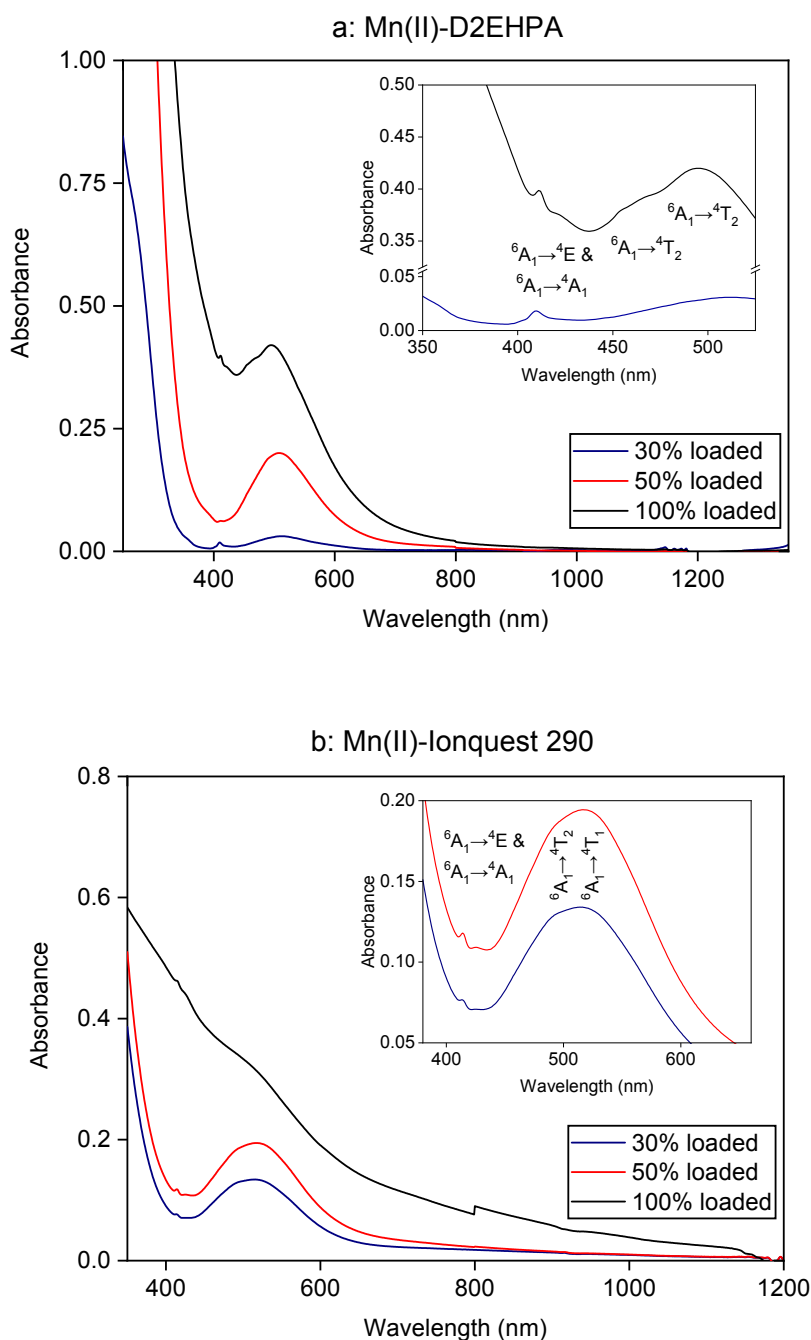 a: Mn(II)-D2EHPA
1.00
0.75
0.50
0.25
0.00
Absorbance
400 600 800 1000 1200
Wavelength (nm)
0.50
0.45
0.40
0.35
0.05
0.00
Absorbance
350 400 450 500
Wavelength (nm)
⁶A₁→⁴T₂
⁶A₁→⁴E & ⁶A₁→⁴T₂
⁶A₁→⁴A₁
30% loaded
50% loaded
100% loaded
b: Mn(II)-Ionquest 290
0.8
0.6
0.4
0.2
0.0
Absorbance
400 600 800 1000 1200
Wavelength (nm)
0.20
0.15
0.10
0.05
Absorbance
400 500 600
Wavelength (nm)
⁶A₁→⁴E &
⁶A₁→⁴A₁
⁶A₁→⁴T₂
⁶A₁→⁴T₁
30% loaded
50% loaded
100% loaded